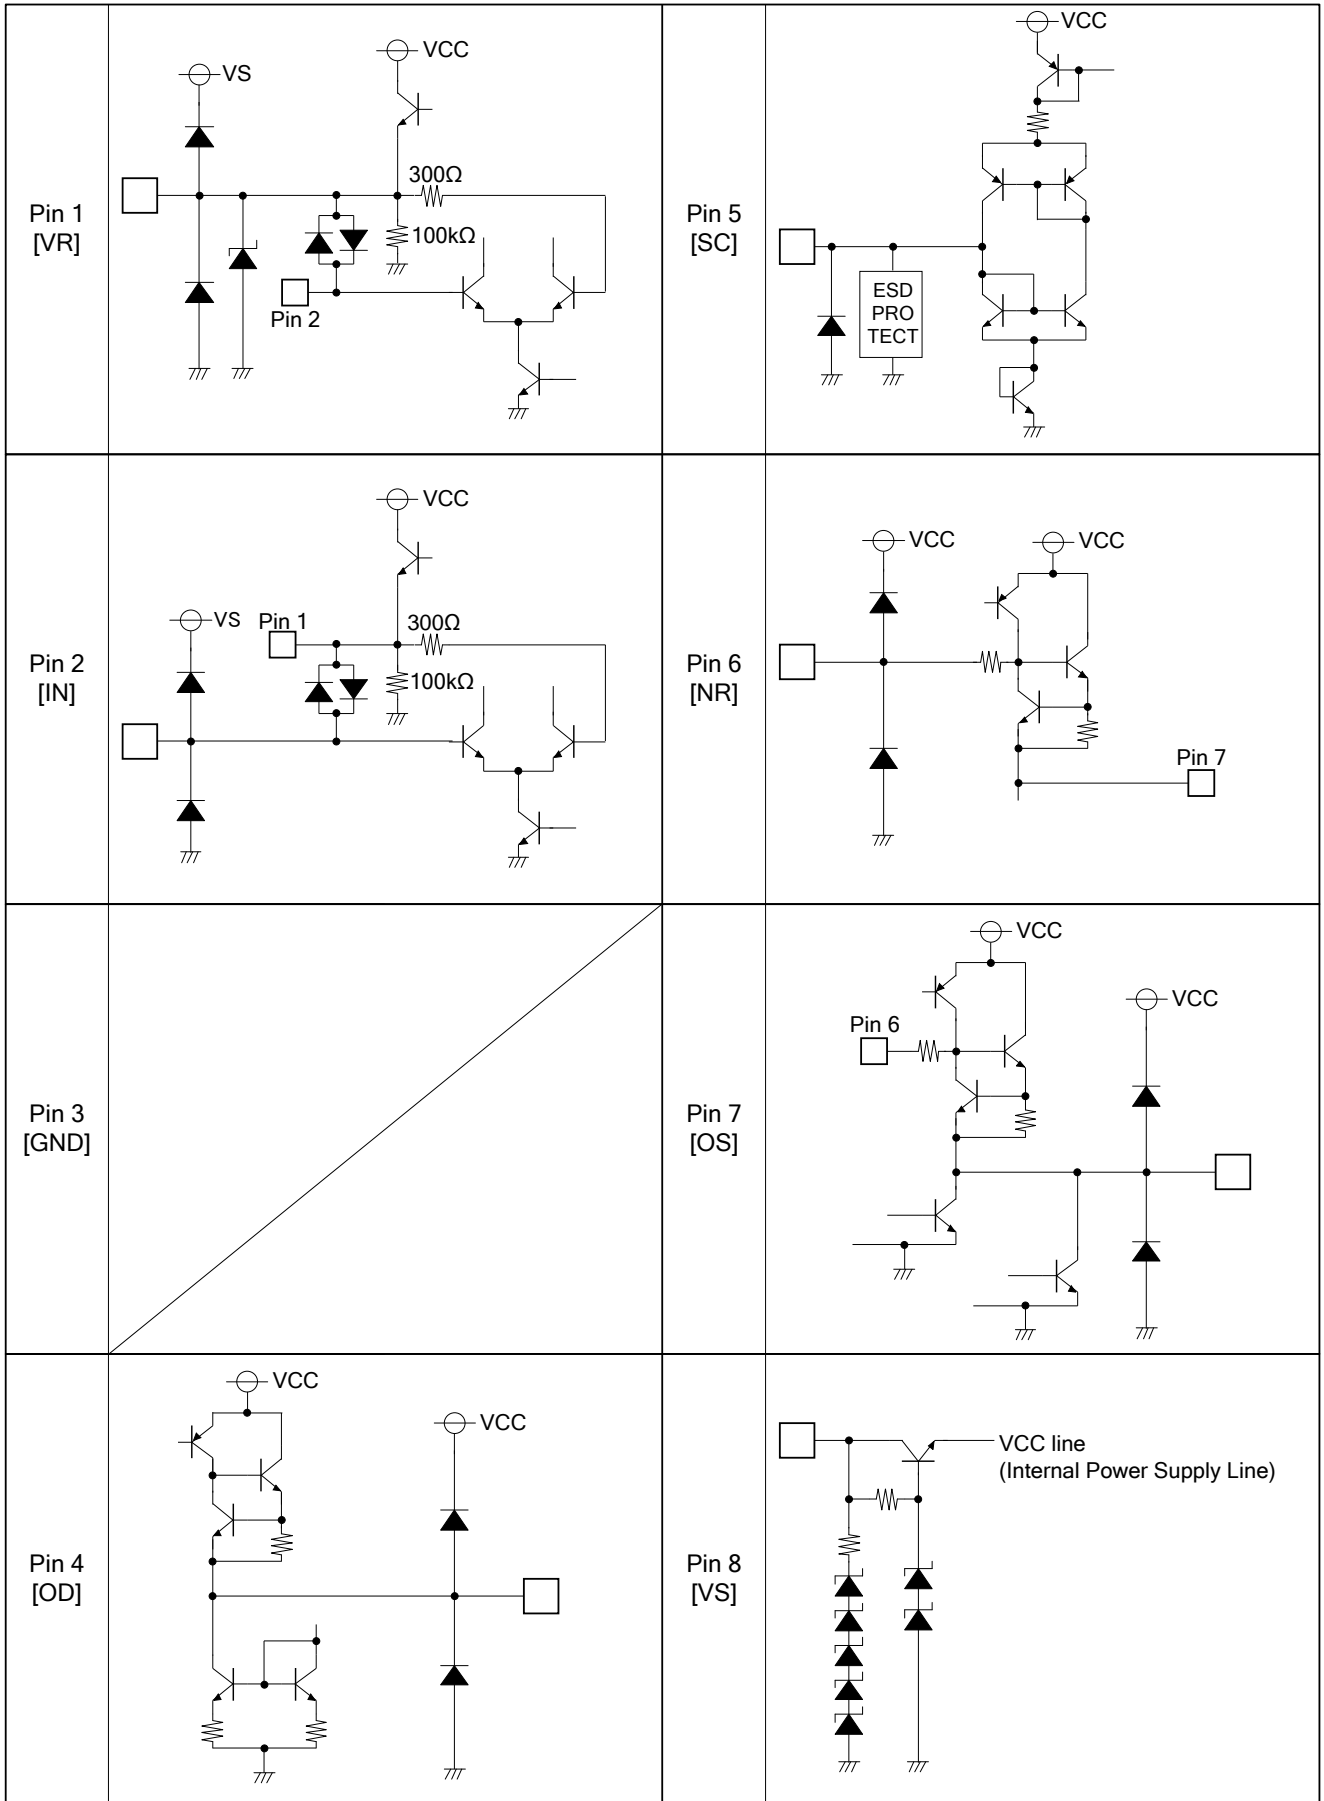 Pin 1
[VR]
VS
VCC
300Ω
100kΩ
Pin 2
Pin 5
[SC]
VCC
ESD
PRO
TECT
Pin 2
[IN]
VCC
VS
Pin 1
300Ω
100kΩ
Pin 6
[NR]
VCC
VCC
Pin 7
Pin 3
[GND]
Pin 7
[OS]
VCC
VCC
Pin 6
Pin 4
[OD]
VCC
VCC
Pin 8
[VS]
VCC line
(Internal Power Supply Line)